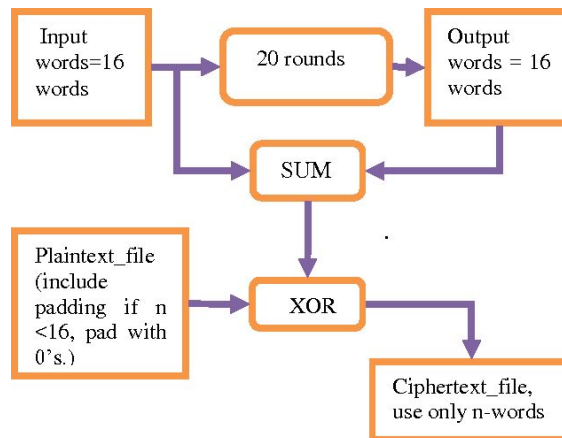 Input
words=16
words
20 rounds
Output
words = 16
words
SUM
Plaintext_file
(include
padding if n
<16, pad with
0's.)
XOR
Ciphertext_file,
use only n-words